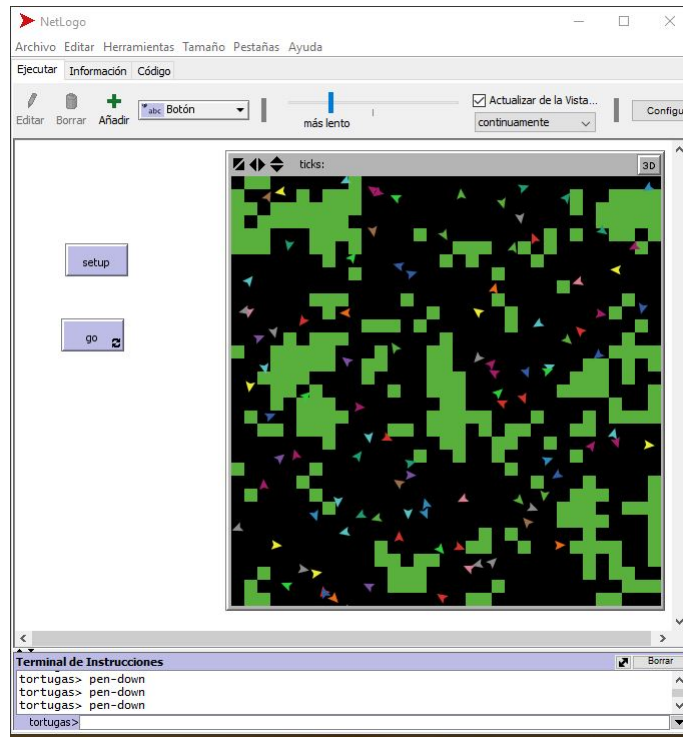 NetLogo
Archivo Editar Herramientas Tamaño Pestañas Ayuda
Ejecutar Información Código
Editar Borrar Añadir abc Botón más lento Actualizar de la Vista... continuamente Configu
ticks: 3D
setup
go
Terminal de Instrucciones Borrar
tortugas> pen-down
tortugas> pen-down
tortugas> pen-down
tortugas>